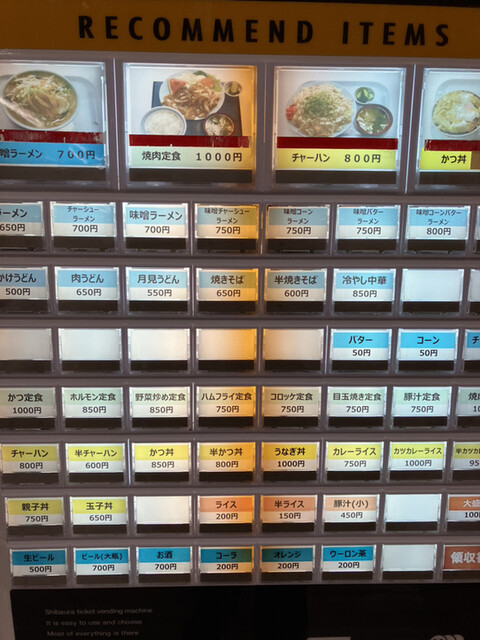 RECOMMEND ITEMS
味噌ラーメン 700円
焼肉定食 1000円
チャーハン 800円
かつ丼
ラーメン
650円
チャーシュー
ラーメン
700円
味噌ラーメン
700円
味噌チャーシュー
ラーメン
750円
味噌コーン
ラーメン
750円
味噌バター
ラーメン
750円
味噌コーンバター
ラーメン
800円
かけうどん
500円
肉うどん
650円
月見うどん
550円
焼きそば
650円
半焼きそば
600円
冷やし中華
850円
バター
50円
コーン
50円
かつ定食
1000円
ホルモン定食
850円
野菜炒め定食
850円
ハムフライ定食
750円
コロッケ定食
750円
目玉焼き定食
750円
豚汁定食
750円
チャーハン
800円
半チャーハン
600円
かつ丼
850円
半かつ丼
800円
うなぎ丼
1000円
カレーライス
750円
カツカレーライス
1000円
親子丼
750円
玉子丼
650円
ライス
200円
半ライス
150円
豚汁(小)
450円
大盛
生ビール
500円
ビール(大瓶)
700円
お酒
700円
コーラ
200円
オレンジ
200円
ウーロン茶
200円
領収
Shibaura ticket vending machine
It is easy to use and choose
Most of everything is there